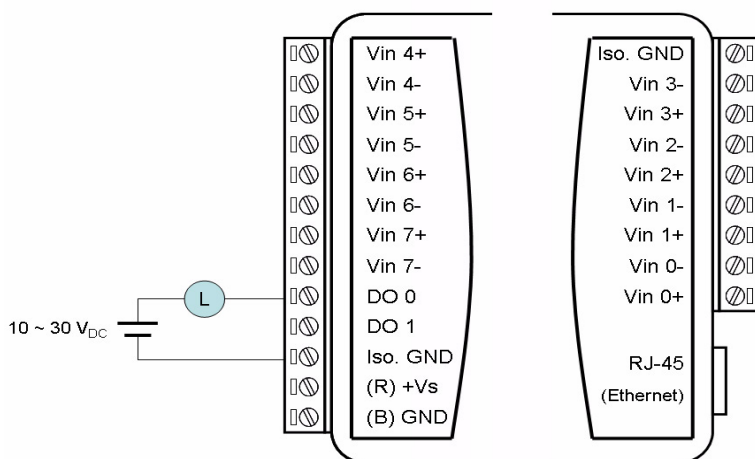 Vin 4+
Vin 4-
Vin 5+
Vin 5-
Vin 6+
Vin 6-
Vin 7+
Vin 7-
DO 0
DO 1
Iso. GND
(R) +Vs
(B) GND
L
10 ~ 30 VDC
Iso. GND
Vin 3-
Vin 3+
Vin 2-
Vin 2+
Vin 1-
Vin 1+
Vin 0-
Vin 0+
RJ-45
(Ethernet)